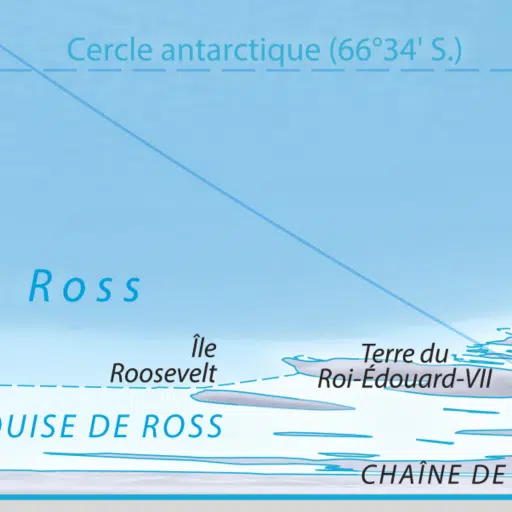 Cercle antarctique (66°34' S.)
Ross
Île
Roosevelt
Terre du
Roi-Édouard-VII
OUISE DE ROSS
CHAÎNE DE